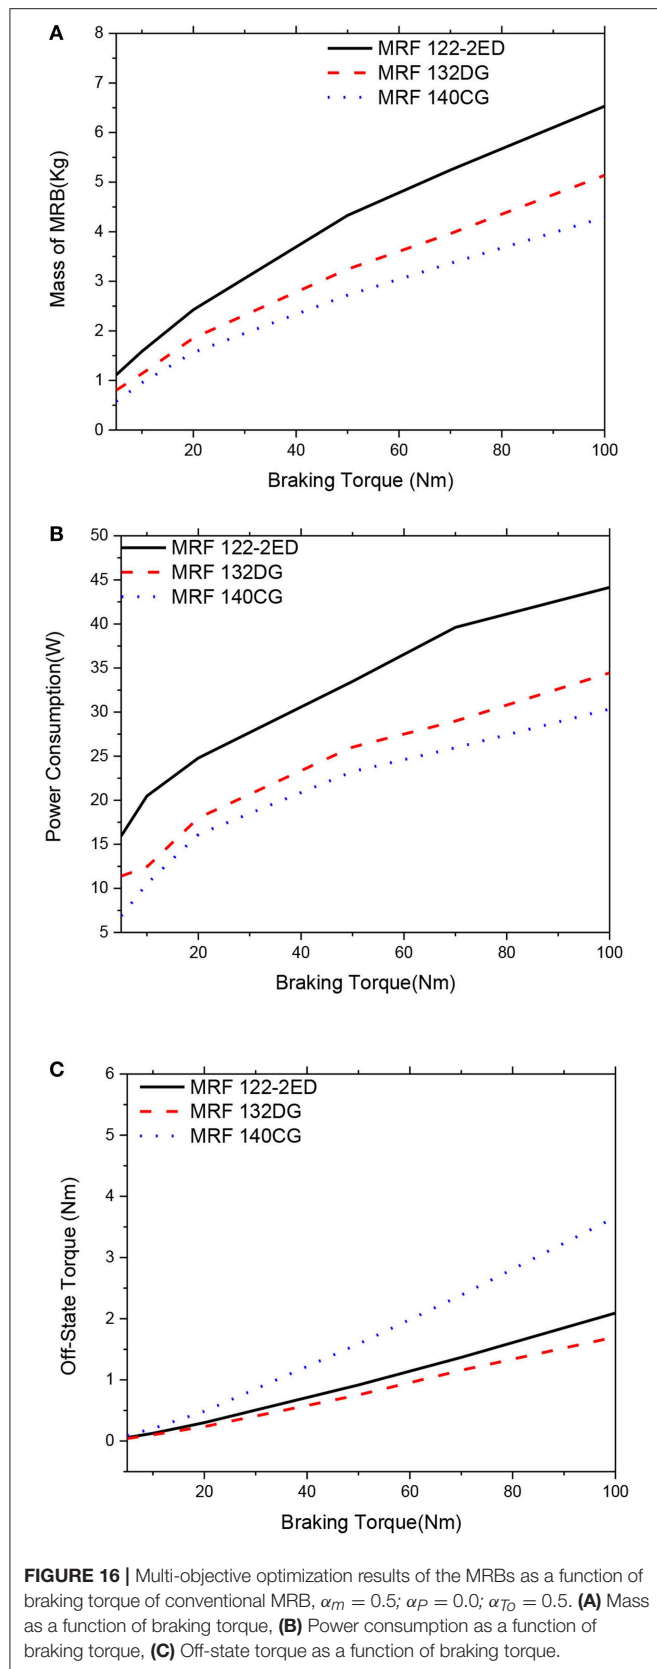 A
MRF 122-2ED
MRF 132DG
MRF 140CG
8
7
6
5
4
3
2
1
0
Mass of MRB(Kg)
20 40 60 80 100
Braking Torque (Nm)
B
MRF 122-2ED
MRF 132DG
MRF 140CG
50
45
40
35
30
25
20
15
10
5
Power Consumption(W)
20 40 60 80 100
Braking Torque(Nm)
C
MRF 122-2ED
MRF 132DG
MRF 140CG
6
5
4
3
2
1
0
Off-State Torque (Nm)
20 40 60 80 100
Braking Torque(Nm)
FIGURE 16 | Multi-objective optimization results of the MRBs as a function of
braking torque of conventional MRB, αm = 0.5; αP = 0.0; αTo = 0.5. (A) Mass
as a function of braking torque, (B) Power consumption as a function of
braking torque, (C) Off-state torque as a function of braking torque.